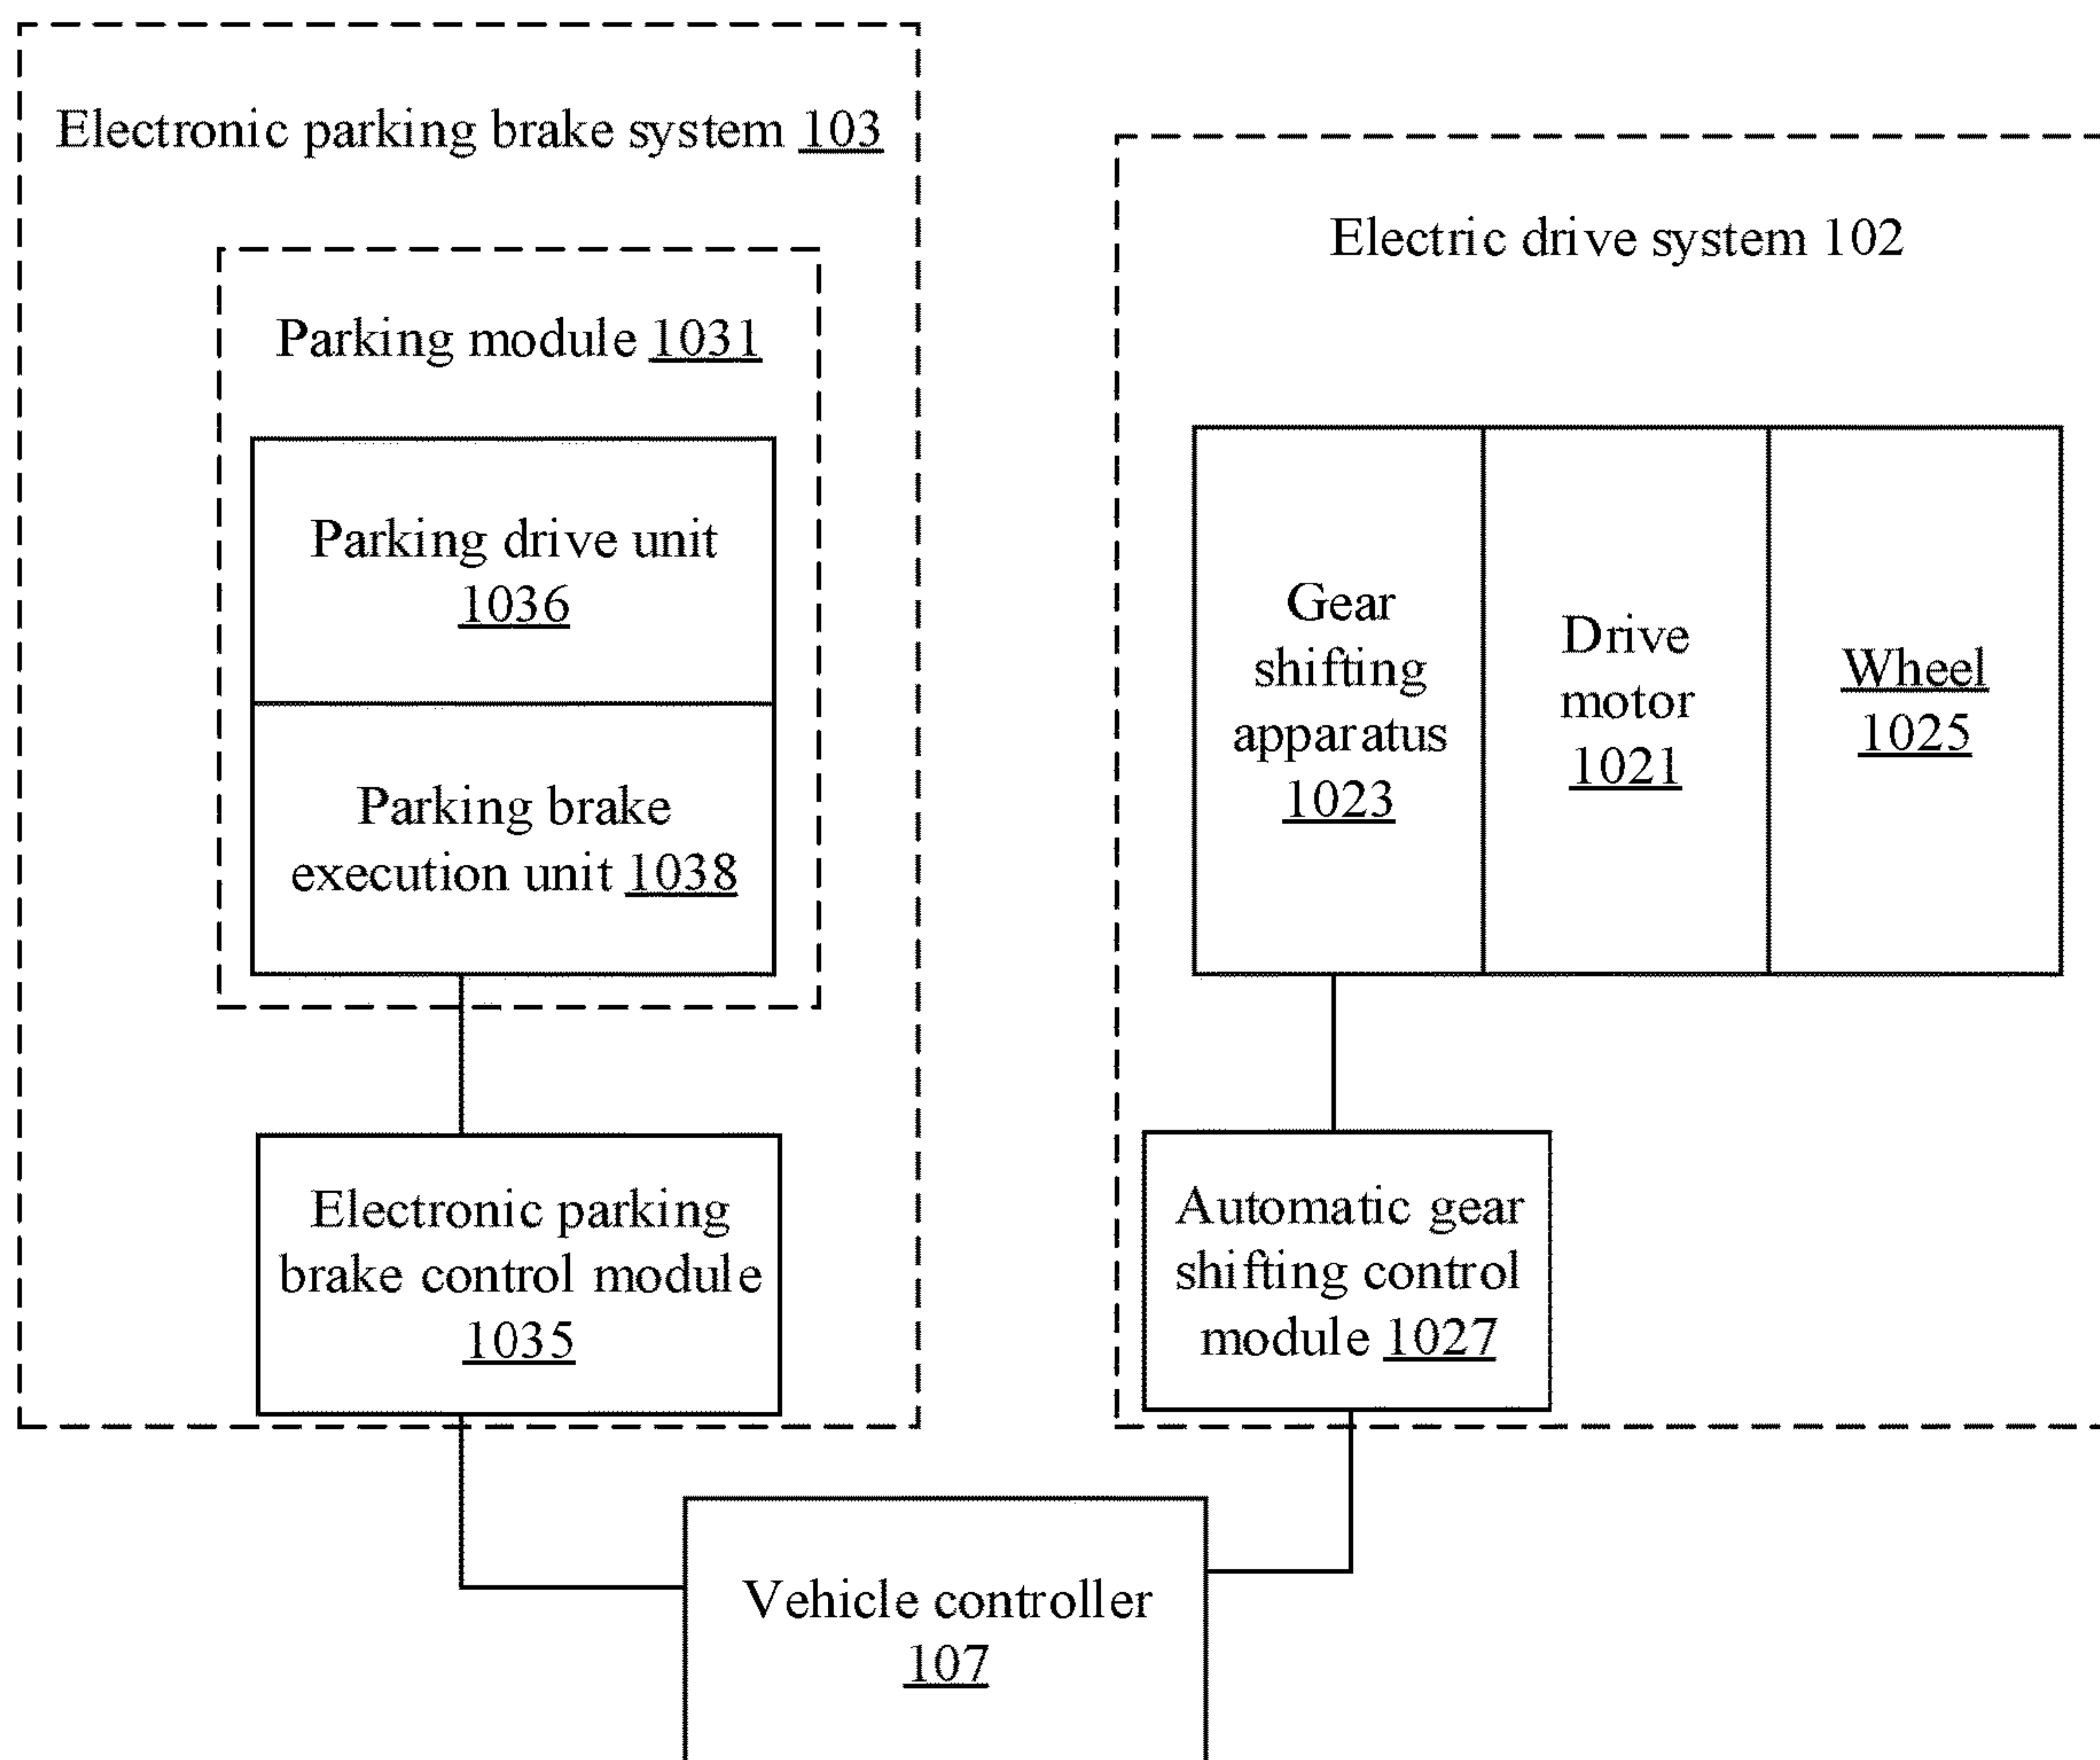 Electronic parking brake system 103
Parking module 1031
Parking drive unit
1036
Parking brake
execution unit 1038
Electronic parking
brake control module
1035
Electric drive system 102
Gear
shifting
apparatus
1023
Drive
motor
1021
Wheel
1025
Automatic gear
shifting control
module 1027
Vehicle controller
107